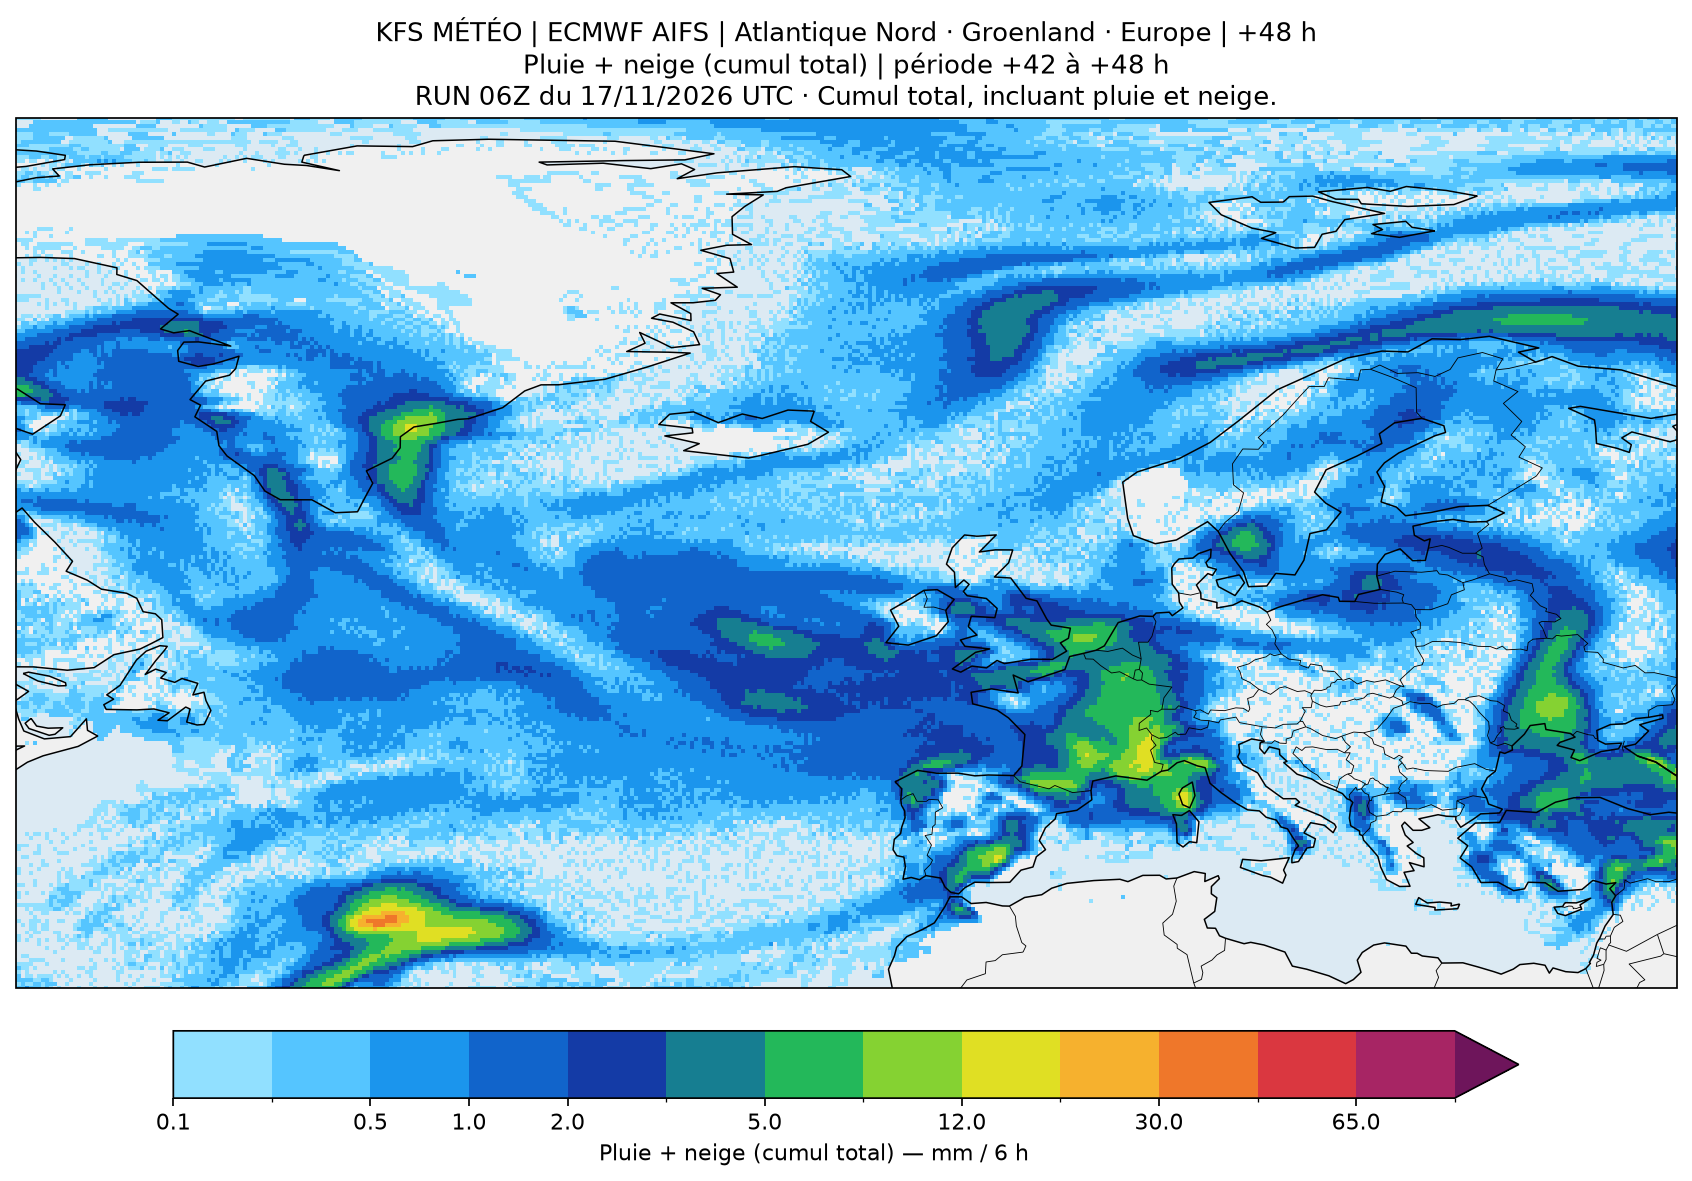 KFS MÉTÉO | ECMWF AIFS | Atlantique Nord · Groenland · Europe | +48 h
Pluie + neige (cumul total) | période +42 à +48 h
RUN 06Z du 17/11/2026 UTC · Cumul total, incluant pluie et neige.
0.1 0.5 1.0 2.0 5.0 12.0 30.0 65.0
Pluie + neige (cumul total) — mm / 6 h